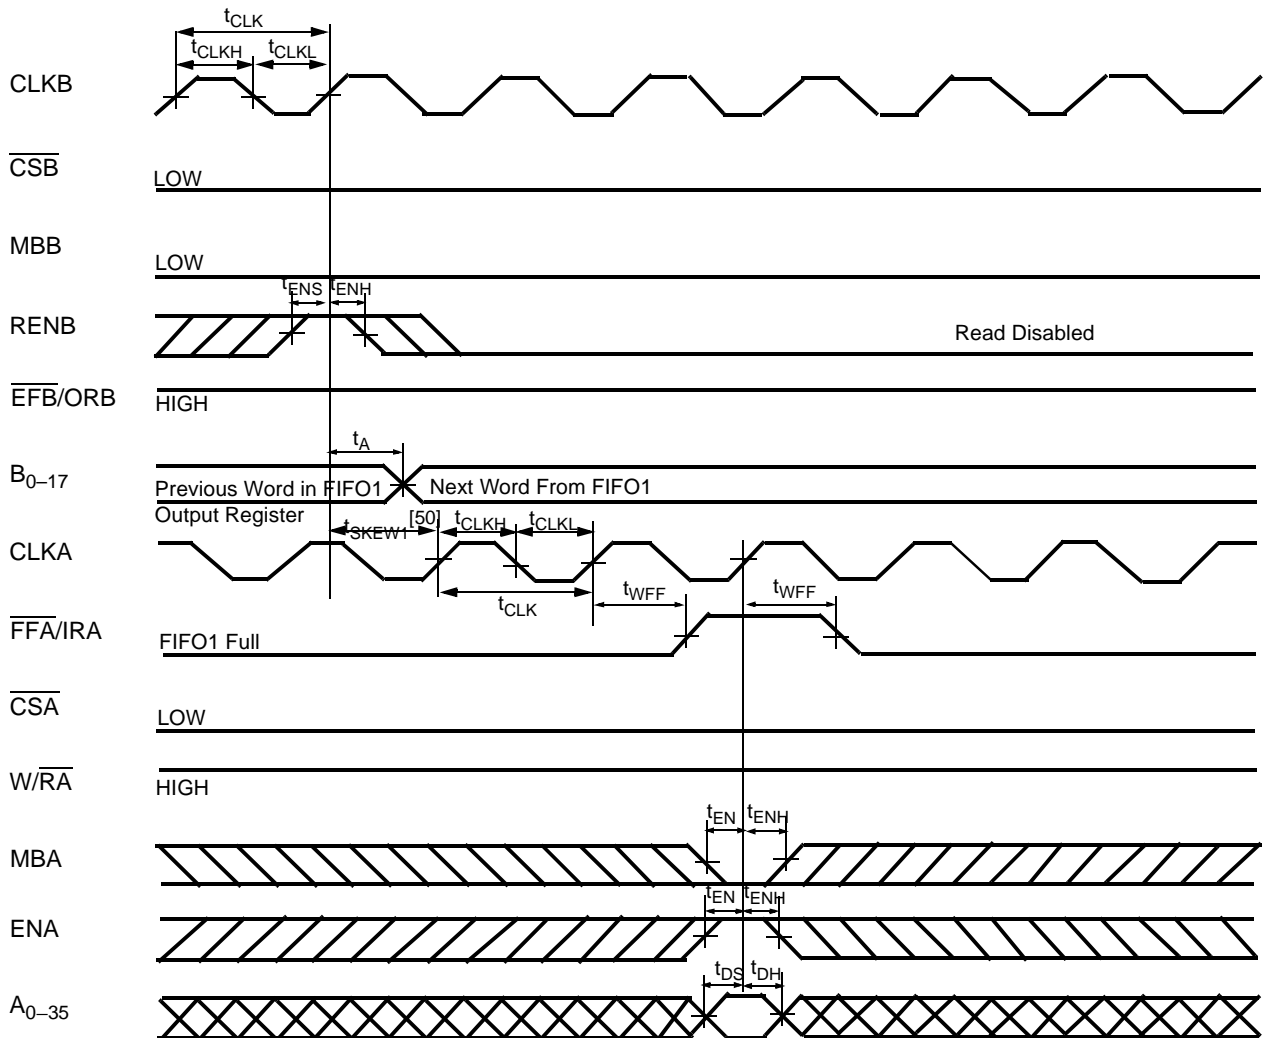 tCLK
tCLKH tCLKL
CLKB
CSB
LOW
MBB
LOW
tENS tENH
RENB
Read Disabled
EFB/ORB
HIGH
tA
B0–17
Previous Word in FIFO1 Next Word From FIFO1
Output Register
tSKEW1[50] tCLKH tCLKL
CLKA
tCLK
tWFF tWFF
FFA/IRA
FIFO1 Full
CSA
LOW
W/RA
HIGH
tEN tENH
MBA
tEN tENH
ENA
tDS tDH
A0–35